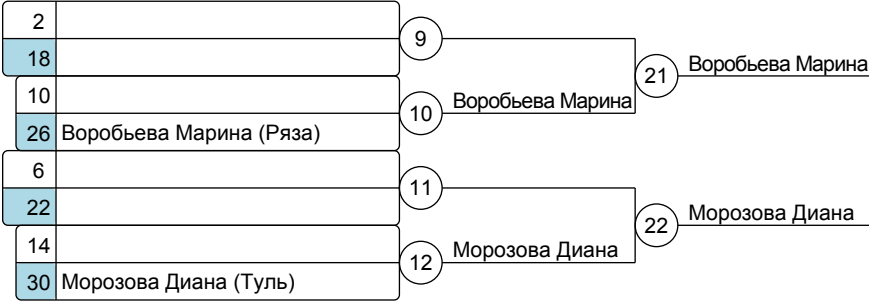 2
9
18
21 Воробьева Марина
10
10 Воробьева Марина
26 Воробьева Марина (Ряза)
6
11
22
22 Морозова Диана
14
12 Морозова Диана
30 Морозова Диана (Туль)